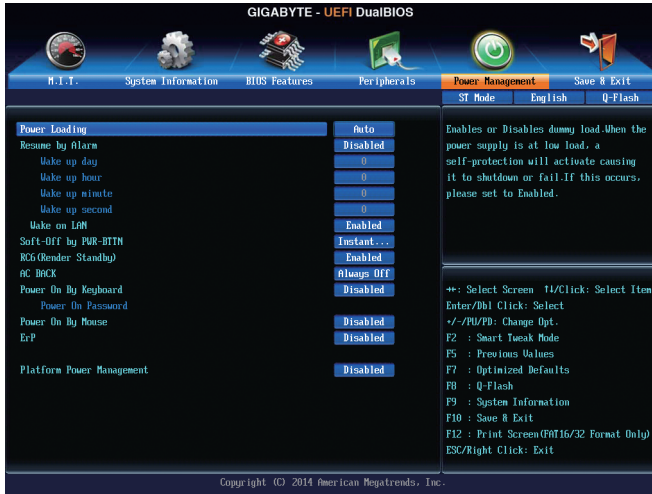 GIGABYTE - UEFI DualBIOS
M.I.T.
System Information
BIOS Features
Peripherals
Power Management
Save & Exit
ST Mode
English
Q-Flash
Power Loading Auto
Resume by Alarm Disabled
Wake up day 0
Wake up hour 0
Wake up minute 0
Wake up second 0
Wake on LAN Enabled
Soft-Off by PWR-BTTN Instant...
RC6(Render Standby) Enabled
AC BACK Always Off
Power On By Keyboard Disabled
Power On Password
Power On By Mouse Disabled
ErP Disabled
Platform Power Management Disabled
Enables or Disables dummy load.When the
power supply is at low load, a
self-protection will activate causing
it to shutdown or fail.If this occurs,
please set to Enabled.
→←: Select Screen ↑↓/Click: Select Item
Enter/Dbl Click: Select
+/-/PU/PD: Change Opt.
F2 : Smart Tweak Mode
F5 : Previous Values
F7 : Optimized Defaults
F8 : Q-Flash
F9 : System Information
F10 : Save & Exit
F12 : Print Screen(FAT16/32 Format Only)
ESC/Right Click: Exit
Copyright (C) 2014 American Megatrends, Inc.